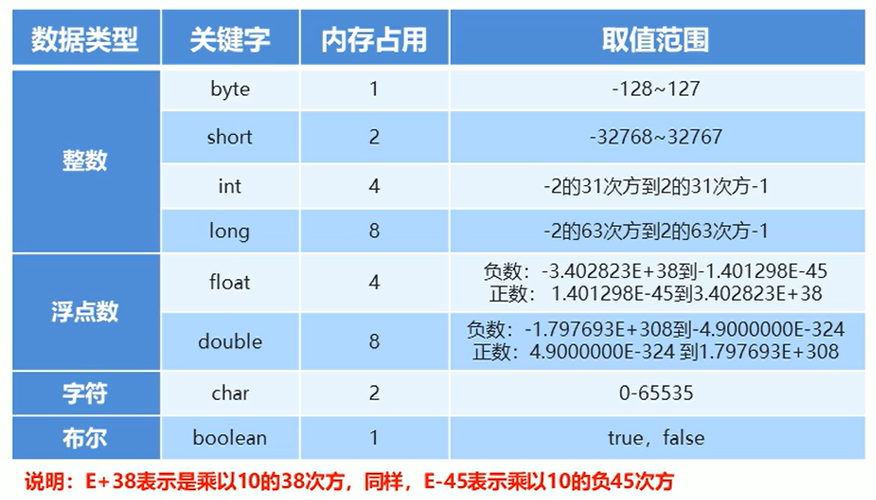 数据类型 关键字 内存占用 取值范围
整数 byte 1 -128~127
short 2 -32768~32767
int 4 -2的31次方到2的31次方-1
long 8 -2的63次方到2的63次方-1
浮点数 float 4 负数：-3.402823E+38到-1.401298E-45
正数： 1.401298E-45到3.402823E+38
double 8 负数：-1.797693E+308到-4.9000000E-324
正数：4.9000000E-324 到1.797693E+308
字符 char 2 0-65535
布尔 boolean 1 true，false
说明：E+38表示是乘以10的38次方，同样，E-45表示乘以10的负45次方